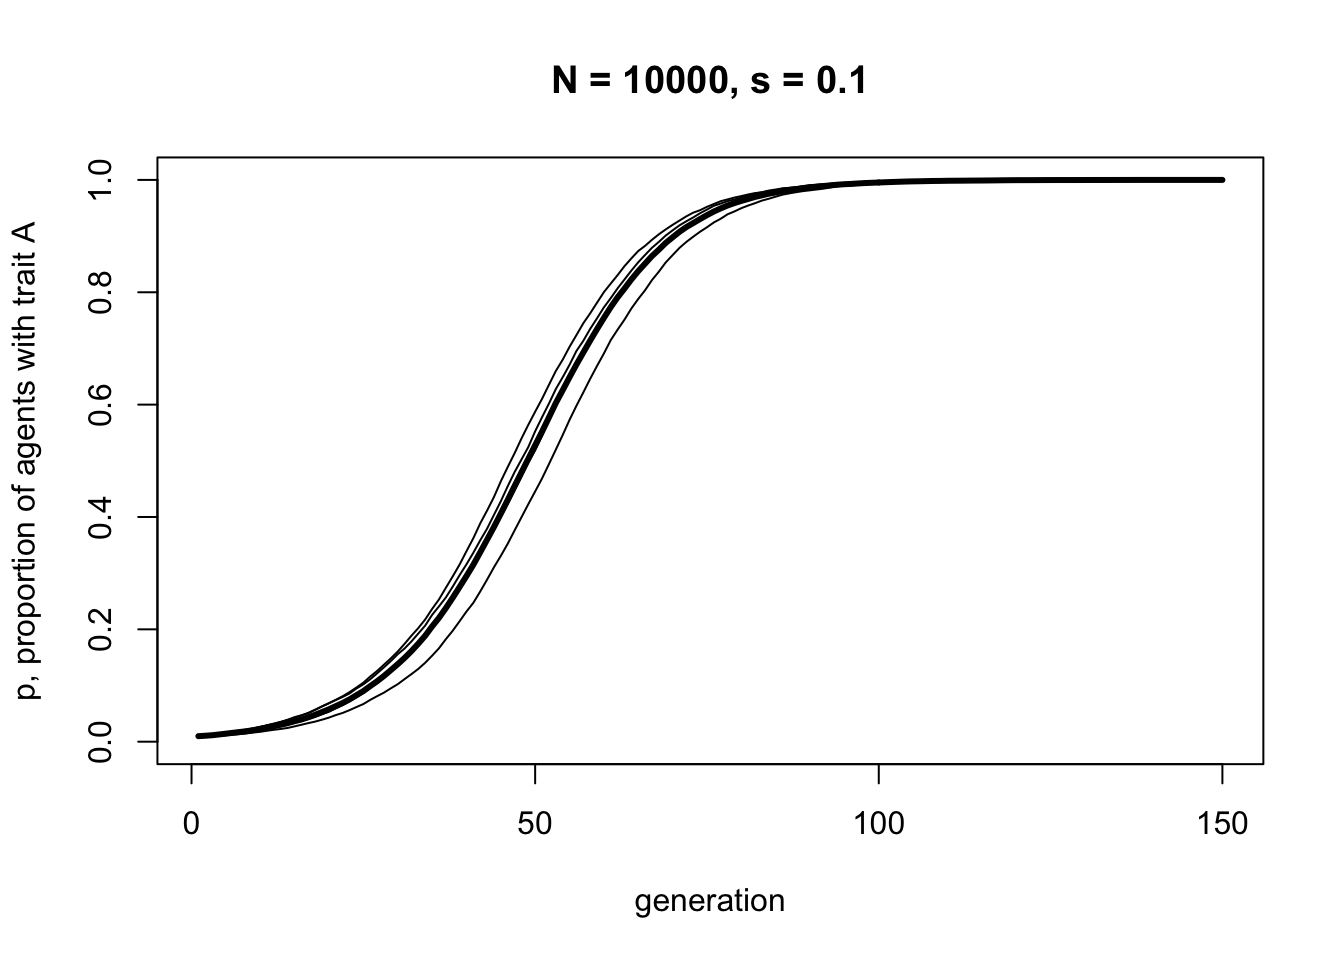 N = 10000, s = 0.1
p, proportion of agents with trait A
1.0
0.8
0.6
0.4
0.2
0.0
0 50 100 150
generation